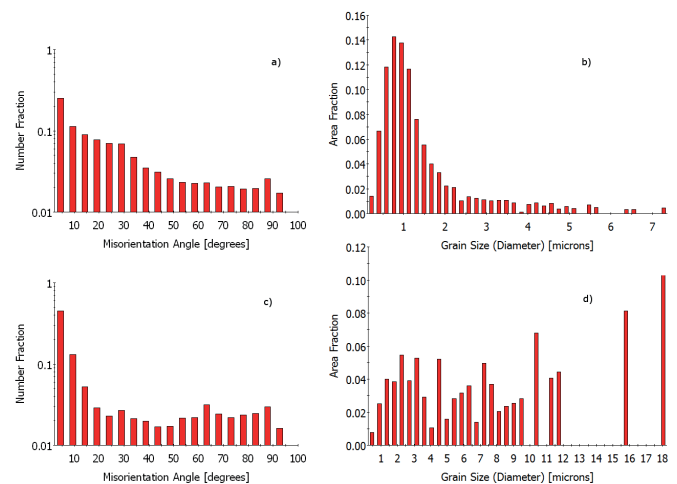 a)
1
0.1
0.01
Number Fraction
10 20 30 40 50 60 70 80 90 100
Misorientation Angle [degrees]
b)
0.16
0.14
0.12
0.10
0.08
0.06
0.04
0.02
0.00
Area Fraction
1 2 3 4 5 6 7
Grain Size (Diameter) [microns]
c)
1
0.1
0.01
Number Fraction
10 20 30 40 50 60 70 80 90 100
Misorientation Angle [degrees]
d)
0.12
0.10
0.08
0.06
0.04
0.02
0.00
Area Fraction
1 2 3 4 5 6 7 8 9 10 11 12 13 14 15 16 17 18
Grain Size (Diameter) [microns]